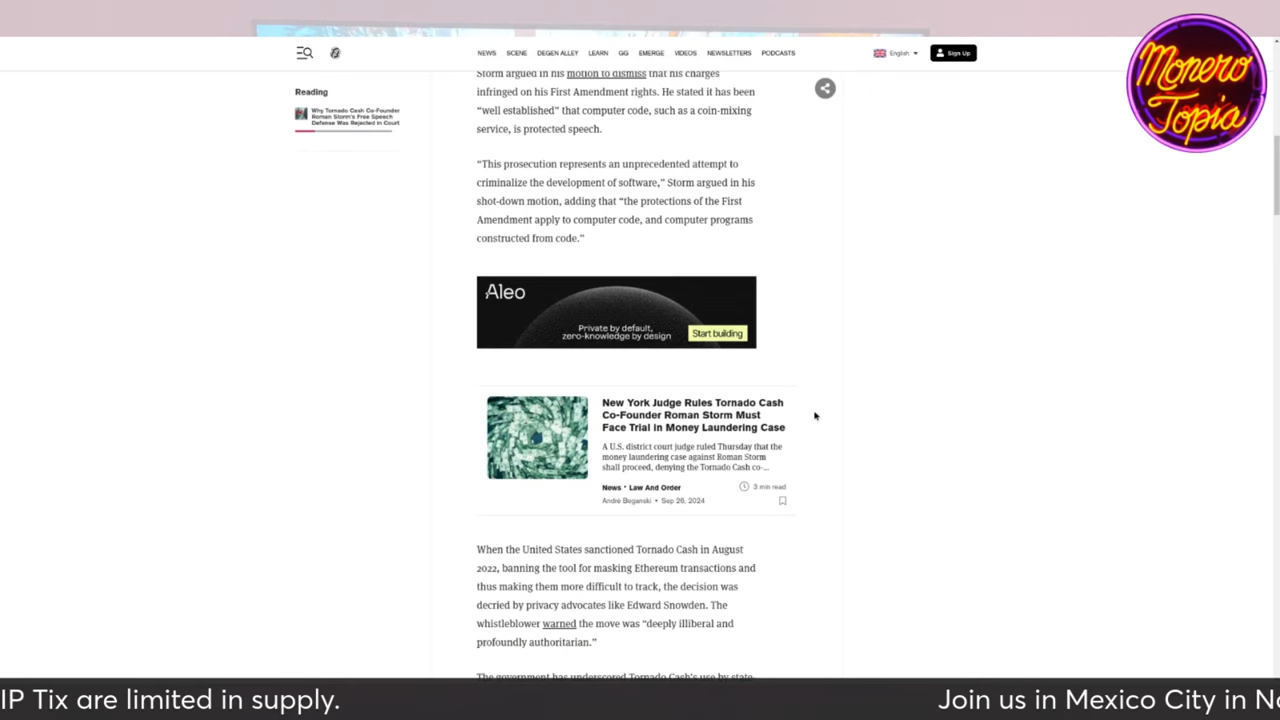 NEWS SCENE DEGEN ALLEY LEARN GG EMERGE VIDEOS NEWSLETTERS PODCASTS English Sign Up
Monero
Topia
Reading
Why Tornado Cash Co-Founder
Roman Storm's Free Speech
Defense Was Rejected in Court
Storm argued in his motion to dismiss that his charges
infringed on his First Amendment rights. He stated it has been
“well established” that computer code, such as a coin-mixing
service, is protected speech.
“This prosecution represents an unprecedented attempt to
criminalize the development of software,” Storm argued in his
shot-down motion, adding that “the protections of the First
Amendment apply to computer code, and computer programs
constructed from code.”
Aleo
Private by default,
zero-knowledge by design
Start building
New York Judge Rules Tornado Cash
Co-Founder Roman Storm Must
Face Trial in Money Laundering Case
A U.S. district court judge ruled Thursday that the
money laundering case against Roman Storm
shall proceed, denying the Tornado Cash co-...
News • Law And Order 3 min read
André Beganski • Sep 26, 2024
When the United States sanctioned Tornado Cash in August
2022, banning the tool for masking Ethereum transactions and
thus making them more difficult to track, the decision was
decried by privacy advocates like Edward Snowden. The
whistleblower warned the move was “deeply illiberal and
profoundly authoritarian.”
The government has underscored Tornado Cash's use by state-
IP Tix are limited in supply. Join us in Mexico City in No